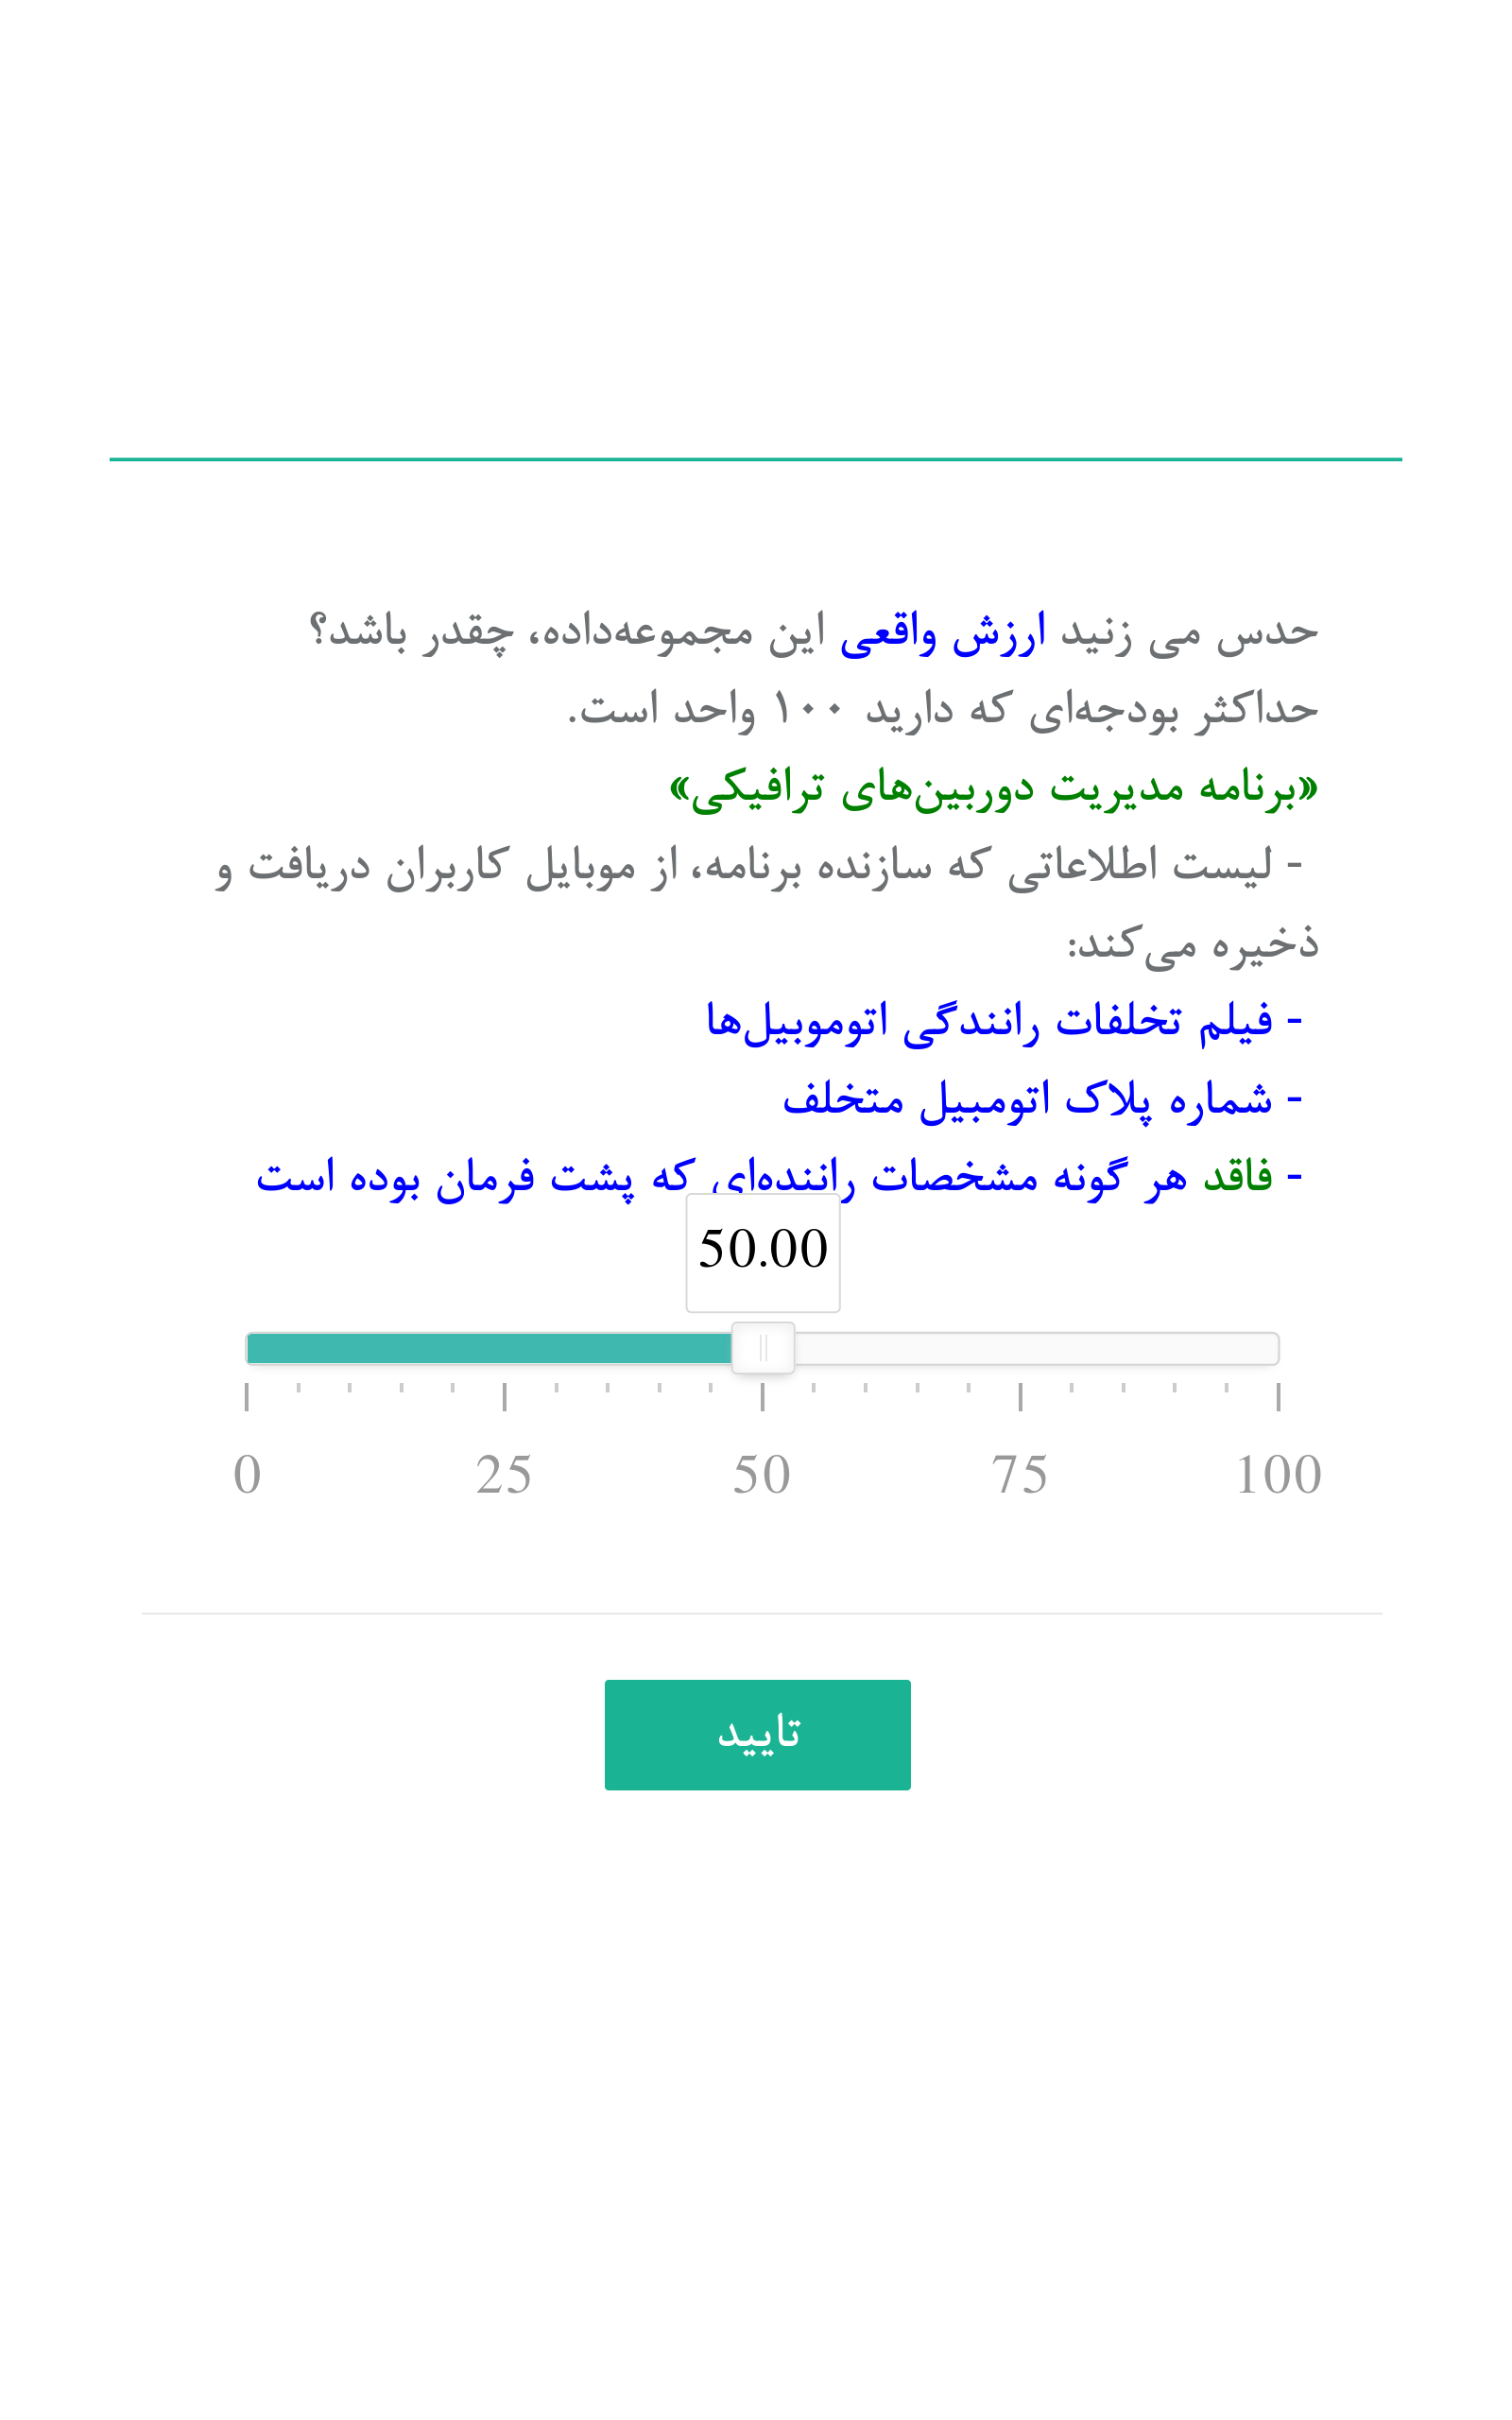 حدس می زنید ارزش واقعی این مجموعه‌داده، چقدر باشد؟
حداکثر بودجه‌ای که دارید ۱۰۰ واحد است.
«برنامه مدیریت دوربین‌های ترافیکی»
- لیست اطلاعاتی که سازنده برنامه، از موبایل کاربران دریافت و
ذخیره می‌کند:
- فیلم تخلفات رانندگی اتوموبیل‌ها
- شماره پلاک اتومبیل متخلف
- فاقد هر گونه مشخصات راننده‌ای که پشت فرمان بوده است
50.00
0 25 50 75 100
تایید